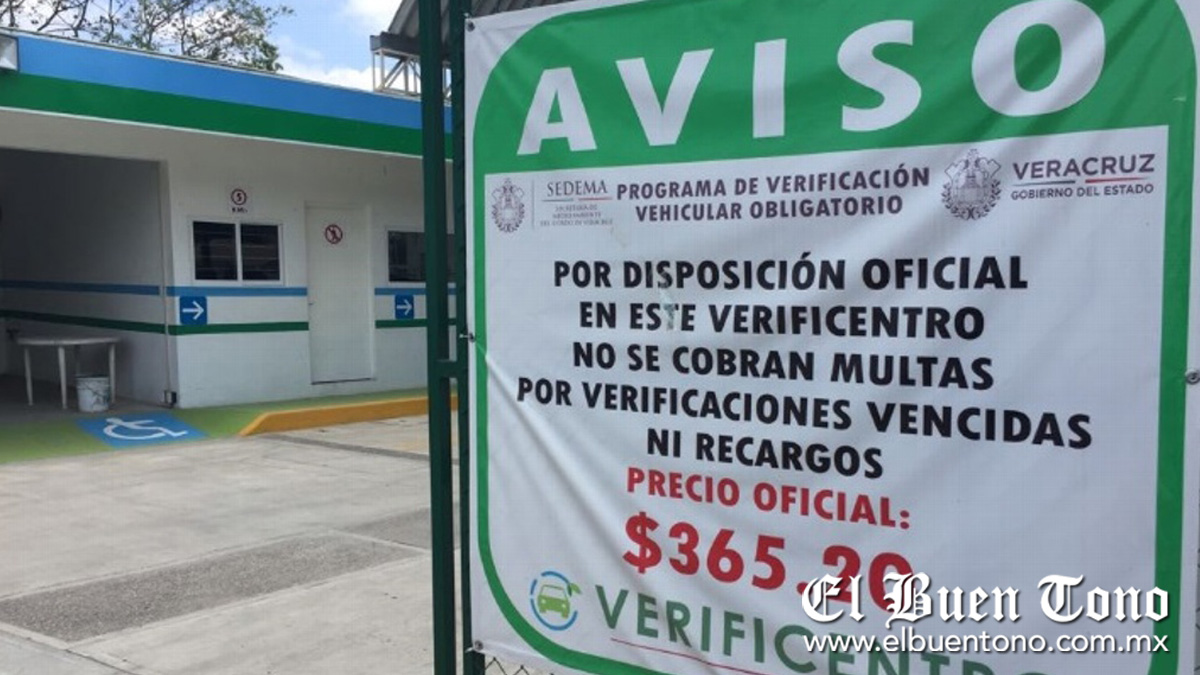 AVISO
SEDEMA
PROGRAMA DE VERIFICACIÓN
VEHICULAR OBLIGATORIO
VERACRUZ
GOBIERNO DEL ESTADO
POR DISPOSICIÓN OFICIAL
EN ESTE VERIFICENTRO
NO SE COBRAN MULTAS
POR VERIFICACIONES VENCIDAS
NI RECARGOS
PRECIO OFICIAL:
$365.20
VERIFICENTRO
El Buen Tono
www.elbuentono.com.mx
5